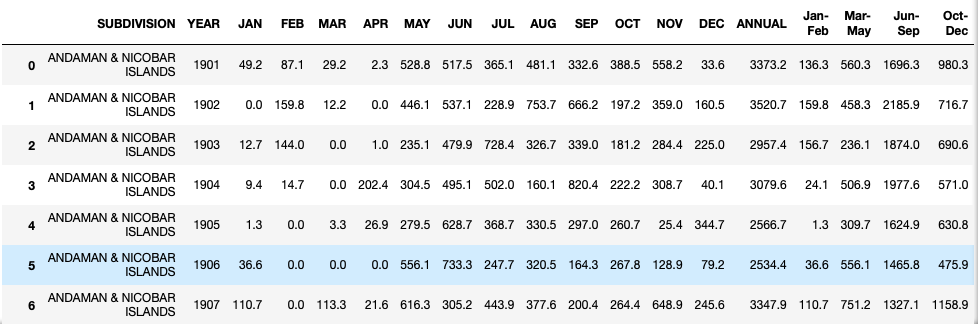 SUBDIVISION YEAR JAN FEB MAR APR MAY JUN JUL AUG SEP OCT NOV DEC ANNUAL Jan-Feb Mar-May Jun-Sep Oct-Dec
0 ANDAMAN & NICOBAR ISLANDS 1901 49.2 87.1 29.2 2.3 528.8 517.5 365.1 481.1 332.6 388.5 558.2 33.6 3373.2 136.3 560.3 1696.3 980.3
1 ANDAMAN & NICOBAR ISLANDS 1902 0.0 159.8 12.2 0.0 446.1 537.1 228.9 753.7 666.2 197.2 359.0 160.5 3520.7 159.8 458.3 2185.9 716.7
2 ANDAMAN & NICOBAR ISLANDS 1903 12.7 144.0 0.0 1.0 235.1 479.9 728.4 326.7 339.0 181.2 284.4 225.0 2957.4 156.7 236.1 1874.0 690.6
3 ANDAMAN & NICOBAR ISLANDS 1904 9.4 14.7 0.0 202.4 304.5 495.1 502.0 160.1 820.4 222.2 308.7 40.1 3079.6 24.1 506.9 1977.6 571.0
4 ANDAMAN & NICOBAR ISLANDS 1905 1.3 0.0 3.3 26.9 279.5 628.7 368.7 330.5 297.0 260.7 25.4 344.7 2566.7 1.3 309.7 1624.9 630.8
5 ANDAMAN & NICOBAR ISLANDS 1906 36.6 0.0 0.0 0.0 556.1 733.3 247.7 320.5 164.3 267.8 128.9 79.2 2534.4 36.6 556.1 1465.8 475.9
6 ANDAMAN & NICOBAR ISLANDS 1907 110.7 0.0 113.3 21.6 616.3 305.2 443.9 377.6 200.4 264.4 648.9 245.6 3347.9 110.7 751.2 1327.1 1158.9